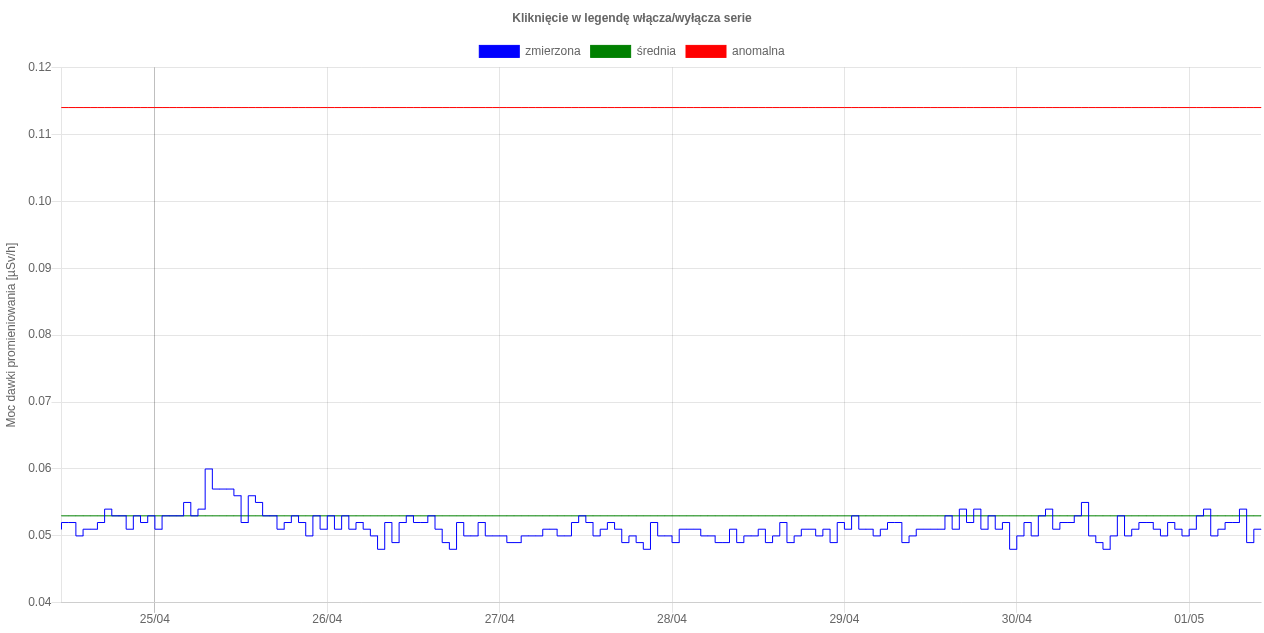 Kliknięcie w legendę włącza/wyłącza serie
zmierzona średnia anomalna
Moc dawki promieniowania [µSv/h]
0.12
0.11
0.10
0.09
0.08
0.07
0.06
0.05
0.04
25/04 26/04 27/04 28/04 29/04 30/04 01/05